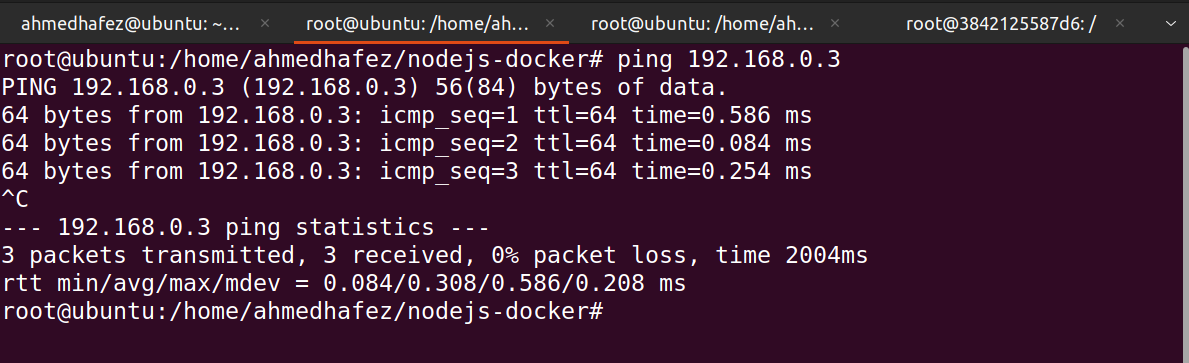 ahmedhafez@ubuntu: ~... × root@ubuntu: /home/ah... × root@ubuntu: /home/ah... × root@3842125587d6: / ×
root@ubuntu:/home/ahmedhafez/nodejs-docker# ping 192.168.0.3
PING 192.168.0.3 (192.168.0.3) 56(84) bytes of data.
64 bytes from 192.168.0.3: icmp_seq=1 ttl=64 time=0.586 ms
64 bytes from 192.168.0.3: icmp_seq=2 ttl=64 time=0.084 ms
64 bytes from 192.168.0.3: icmp_seq=3 ttl=64 time=0.254 ms
^C
--- 192.168.0.3 ping statistics ---
3 packets transmitted, 3 received, 0% packet loss, time 2004ms
rtt min/avg/max/mdev = 0.084/0.308/0.586/0.208 ms
root@ubuntu:/home/ahmedhafez/nodejs-docker#